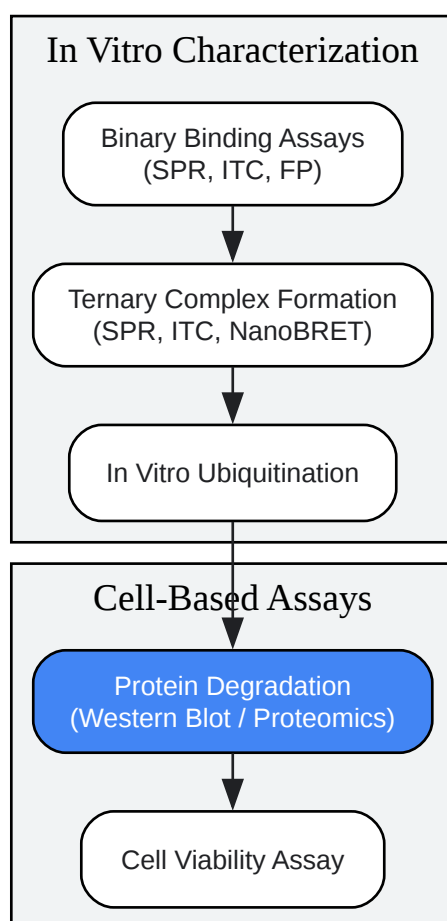 In Vitro Characterization
Binary Binding Assays
(SPR, ITC, FP)
Ternary Complex Formation
(SPR, ITC, NanoBRET)
In Vitro Ubiquitination
Cell-Based Assays
Protein Degradation
(Western Blot / Proteomics)
Cell Viability Assay